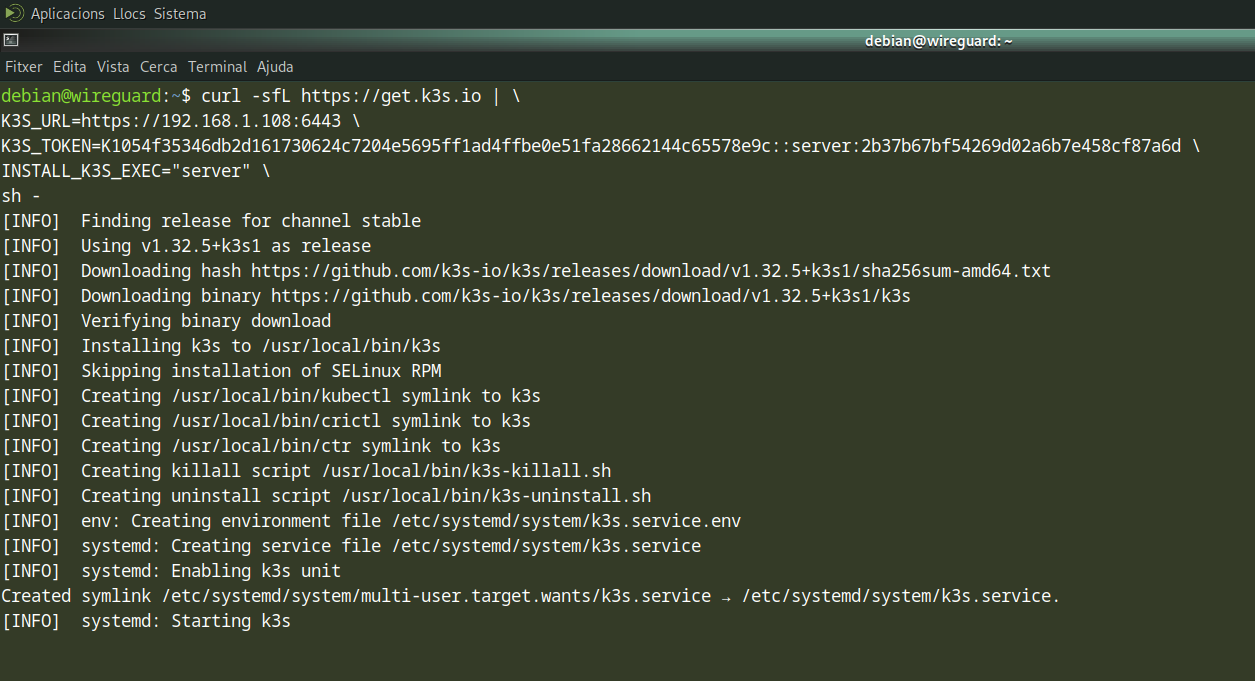 Aplicacions Llocs Sistema
debian@wireguard: ~
Fitxer Edita Vista Cerca Terminal Ajuda
debian@wireguard:~$ curl -sfL https://get.k3s.io | \
K3S_URL=https://192.168.1.108:6443 \
K3S_TOKEN=K1054f35346db2d161730624c7204e5695ff1ad4ffbe0e51fa28662144c65578e9c::server:2b37b67bf54269d02a6b7e458cf87a6d \
INSTALL_K3S_EXEC="server" \
sh -
[INFO]  Finding release for channel stable
[INFO]  Using v1.32.5+k3s1 as release
[INFO]  Downloading hash https://github.com/k3s-io/k3s/releases/download/v1.32.5+k3s1/sha256sum-amd64.txt
[INFO]  Downloading binary https://github.com/k3s-io/k3s/releases/download/v1.32.5+k3s1/k3s
[INFO]  Verifying binary download
[INFO]  Installing k3s to /usr/local/bin/k3s
[INFO]  Skipping installation of SELinux RPM
[INFO]  Creating /usr/local/bin/kubectl symlink to k3s
[INFO]  Creating /usr/local/bin/crictl symlink to k3s
[INFO]  Creating /usr/local/bin/ctr symlink to k3s
[INFO]  Creating killall script /usr/local/bin/k3s-killall.sh
[INFO]  Creating uninstall script /usr/local/bin/k3s-uninstall.sh
[INFO]  env: Creating environment file /etc/systemd/system/k3s.service.env
[INFO]  systemd: Creating service file /etc/systemd/system/k3s.service
[INFO]  systemd: Enabling k3s unit
Created symlink /etc/systemd/system/multi-user.target.wants/k3s.service → /etc/systemd/system/k3s.service.
[INFO]  systemd: Starting k3s